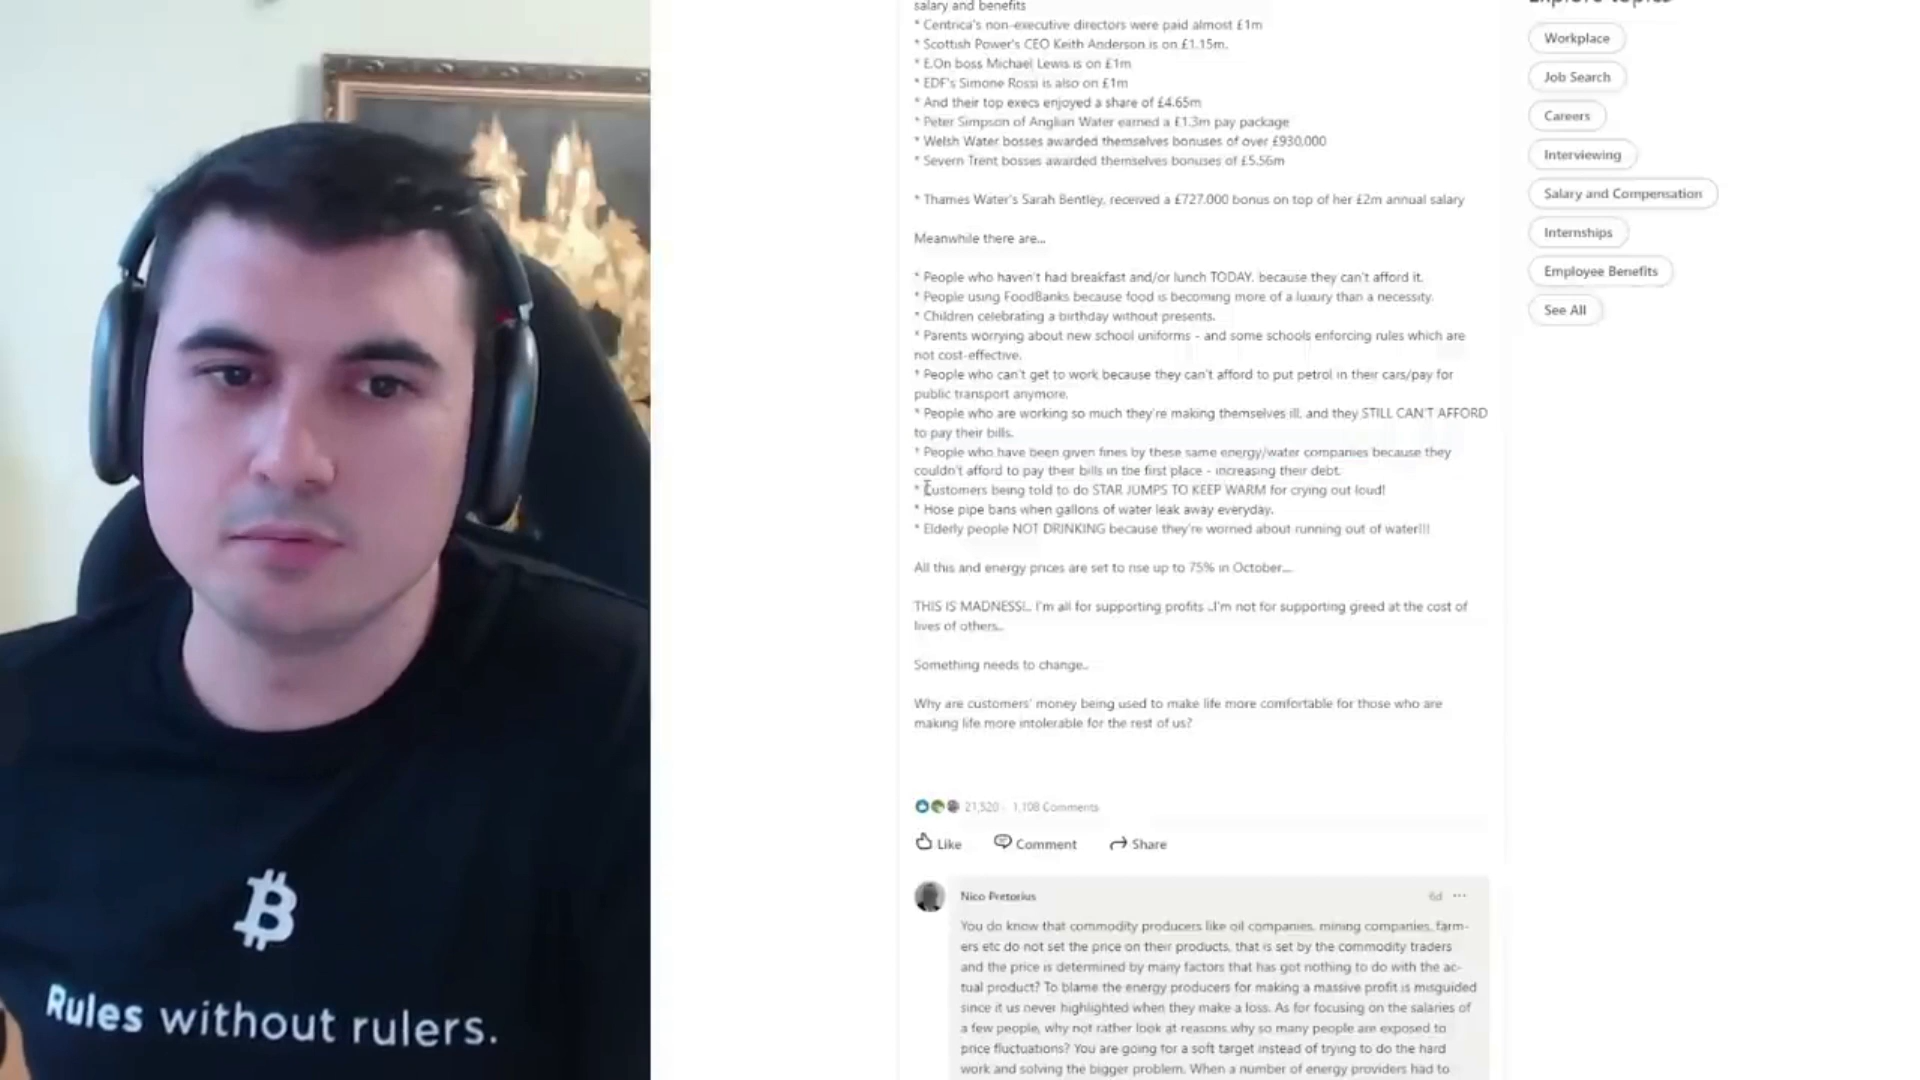 salary and benefits
* Centrica's non-executive directors were paid almost £1m
* Scottish Power's CEO Keith Anderson is on £1.15m.
* E.On boss Michael Lewis is on £1m
* EDF's Simone Rossi is also on £1m
* And their top execs enjoyed a share of £4.65m
* Peter Simpson of Anglian Water earned a £1.3m pay package
* Welsh Water bosses awarded themselves bonuses of over £930,000
* Severn Trent bosses awarded themselves bonuses of £5.56m
* Thames Water's Sarah Bentley, received a £727,000 bonus on top of her £2m annual salary
Meanwhile there are...
* People who haven't had breakfast and/or lunch TODAY, because they can't afford it.
* People using FoodBanks because food is becoming more of a luxury than a necessity.
* Children celebrating a birthday without presents.
* Parents worrying about new school uniforms - and some schools enforcing rules which are
not cost-effective.
* People who can't get to work because they can't afford to put petrol in their cars/pay for
public transport anymore.
* People who are working so much they're making themselves ill, and they STILL CAN'T AFFORD
to pay their bills.
* People who have been given fines by these same energy/water companies because they
couldn't afford to pay their bills in the first place - increasing their debt.
* Customers being told to do STAR JUMPS TO KEEP WARM for crying out loud!
* Hose pipe bans when gallons of water leak away everyday.
* Elderly people NOT DRINKING because they're worried about running out of water!!!
All this and energy prices are set to rise up to 75% in October....
THIS IS MADNESS!.. I'm all for supporting profits ..I'm not for supporting greed at the cost of
lives of others..
Something needs to change..
Why are customers' money being used to make life more comfortable for those who are
making life more intolerable for the rest of us?
21,520 · 1,108 Comments
Like Comment Share
Nico Pretorius 6d ...
You do know that commodity producers like oil companies, mining companies, farm-
ers etc do not set the price on their products, that is set by the commodity traders
and the price is determined by many factors that has got nothing to do with the ac-
tual product? To blame the energy producers for making a massive profit is misguided
since it us never highlighted when they make a loss. As for focusing on the salaries of
a few people, why not rather look at reasons why so many people are exposed to
price fluctuations? You are going for a soft target instead of trying to do the hard
work and solving the bigger problem. When a number of energy providers had to
Explore topics
Workplace
Job Search
Careers
Interviewing
Salary and Compensation
Internships
Employee Benefits
See All
Rules without rulers.